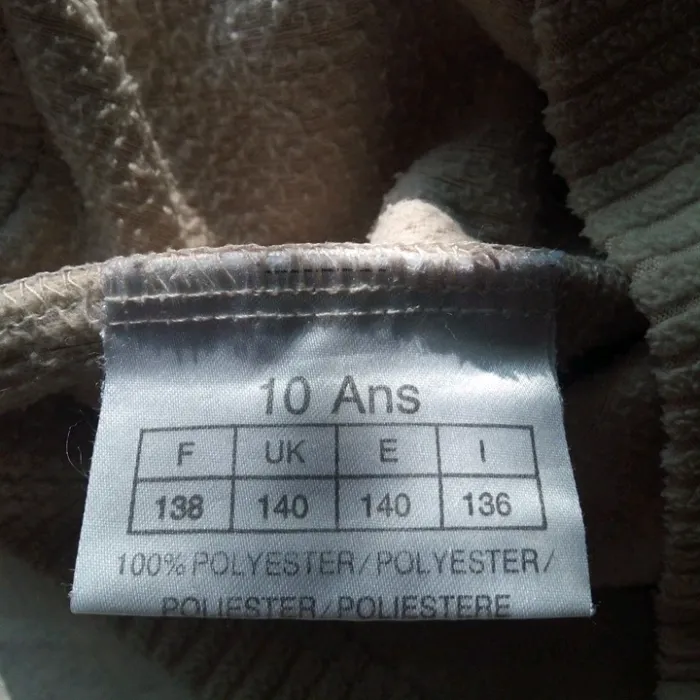 10 Ans
F UK E I
138 140 140 136
100% POLYESTER/POLYESTER/
POLIESTER/POLIESTERE